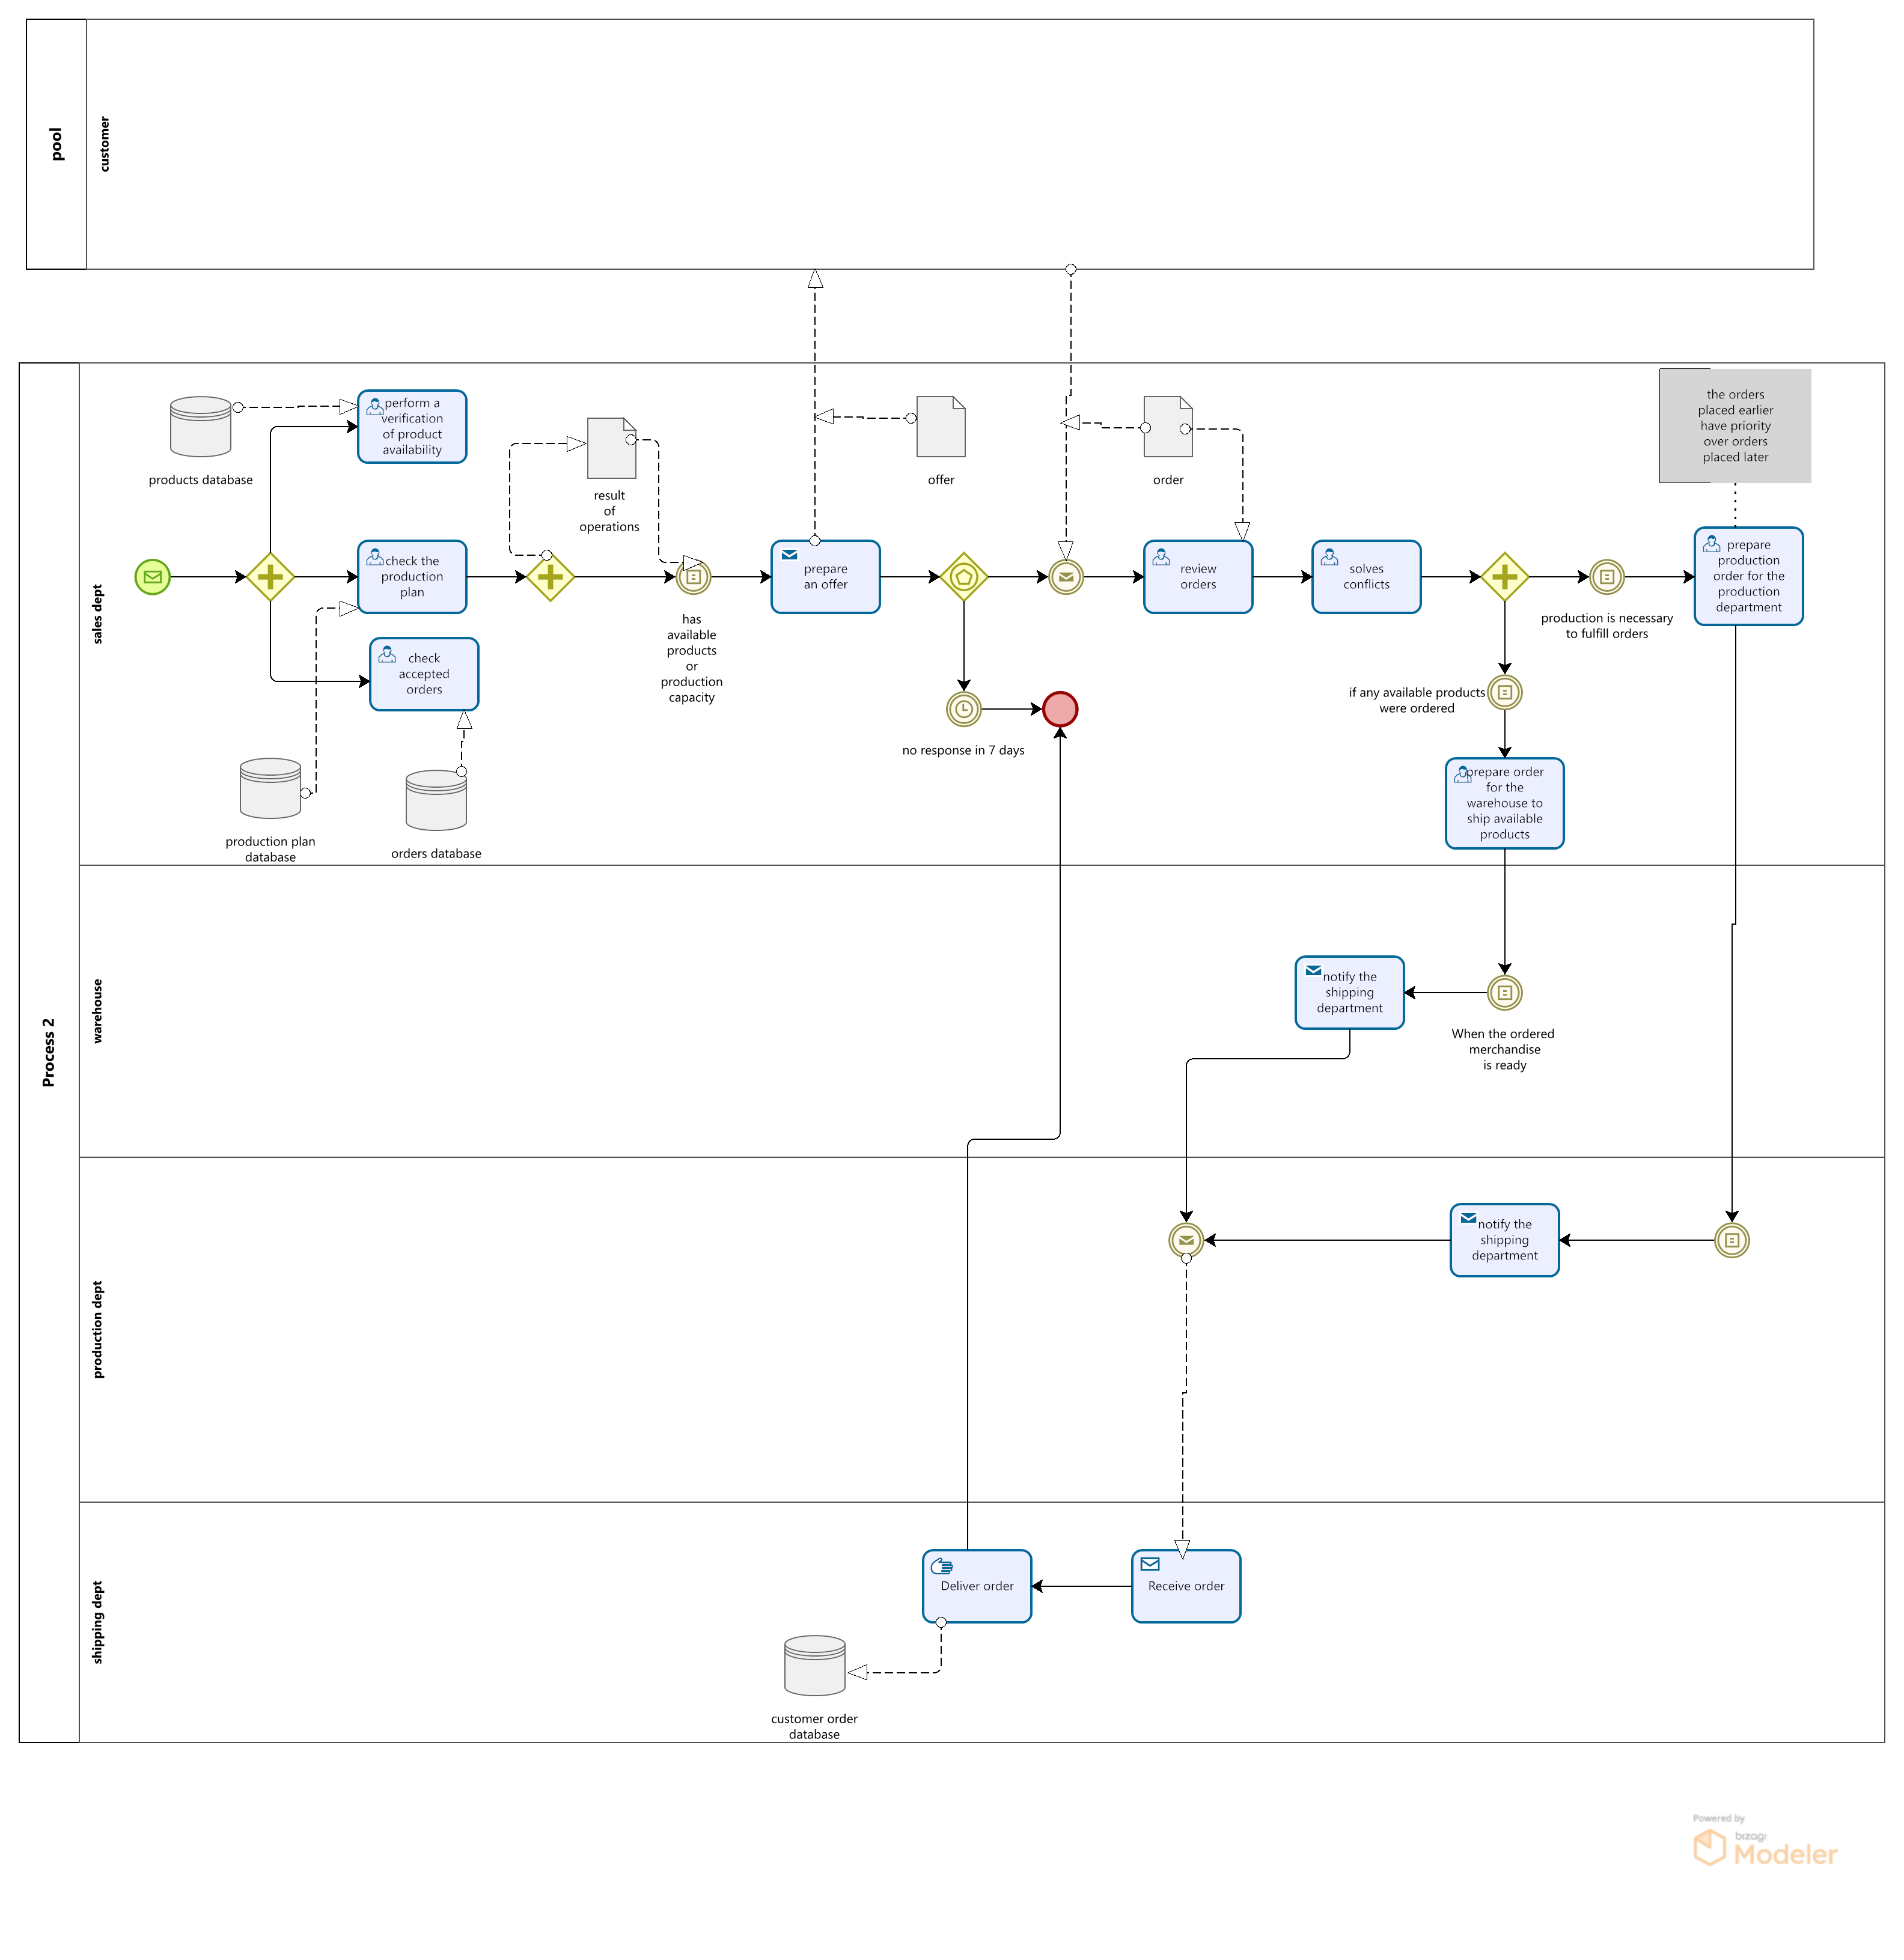 pool
customer
Process 2
sales dept
products database
perform a
verification
of product
availability
result
of
operations
offer
order
the orders
placed earlier
have priority
over orders
placed later
check the
production
plan
has
available
products
or
production
capacity
prepare
an offer
review
orders
solves
conflicts
production is necessary
to fulfill orders
prepare
production
order for the
production
department
check
accepted
orders
no response in 7 days
if any available products
were ordered
production plan
database
orders database
prepare order
for the
warehouse to
ship available
products
warehouse
notify the
shipping
department
When the ordered
merchandise
is ready
production dept
notify the
shipping
department
shipping dept
Deliver order
Receive order
customer order
database
Powered by
bizagi
Modeler